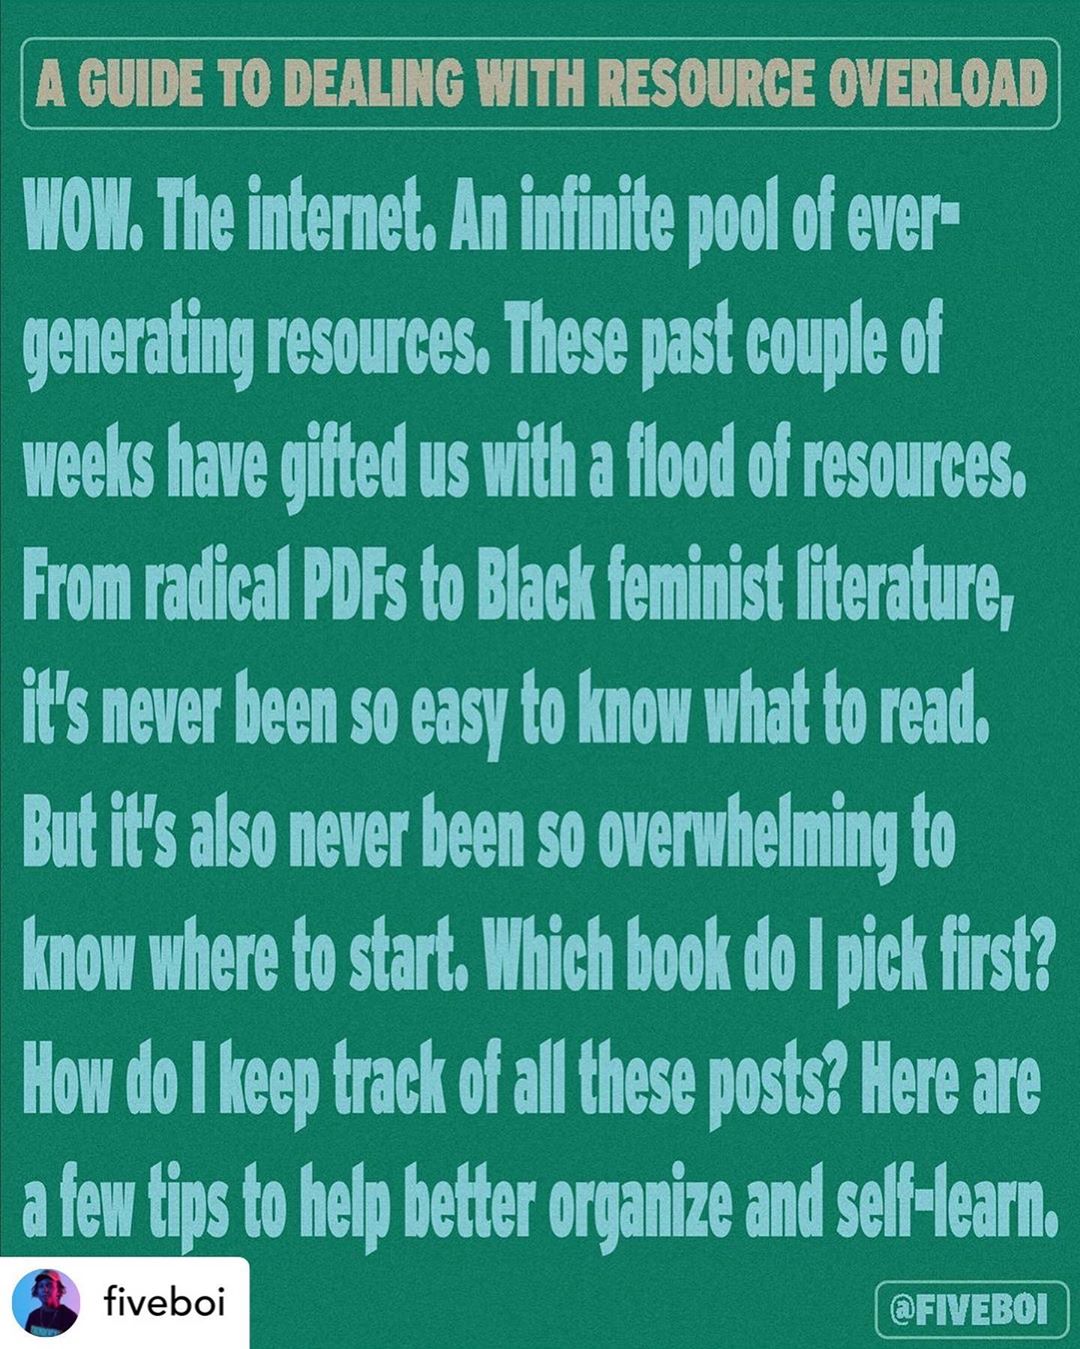 A GUIDE TO DEALING WITH RESOURCE OVERLOAD
WOW. The internet. An infinite pool of ever-
generating resources. These past couple of
weeks have gifted us with a flood of resources.
From radical PDFs to Black feminist literature,
it's never been so easy to know what to read.
But it's also never been so overwhelming to
know where to start. Which book do I pick first?
How do I keep track of all these posts? Here are
a few tips to help better organize and self-learn.
fiveboi
@FIVEBOI